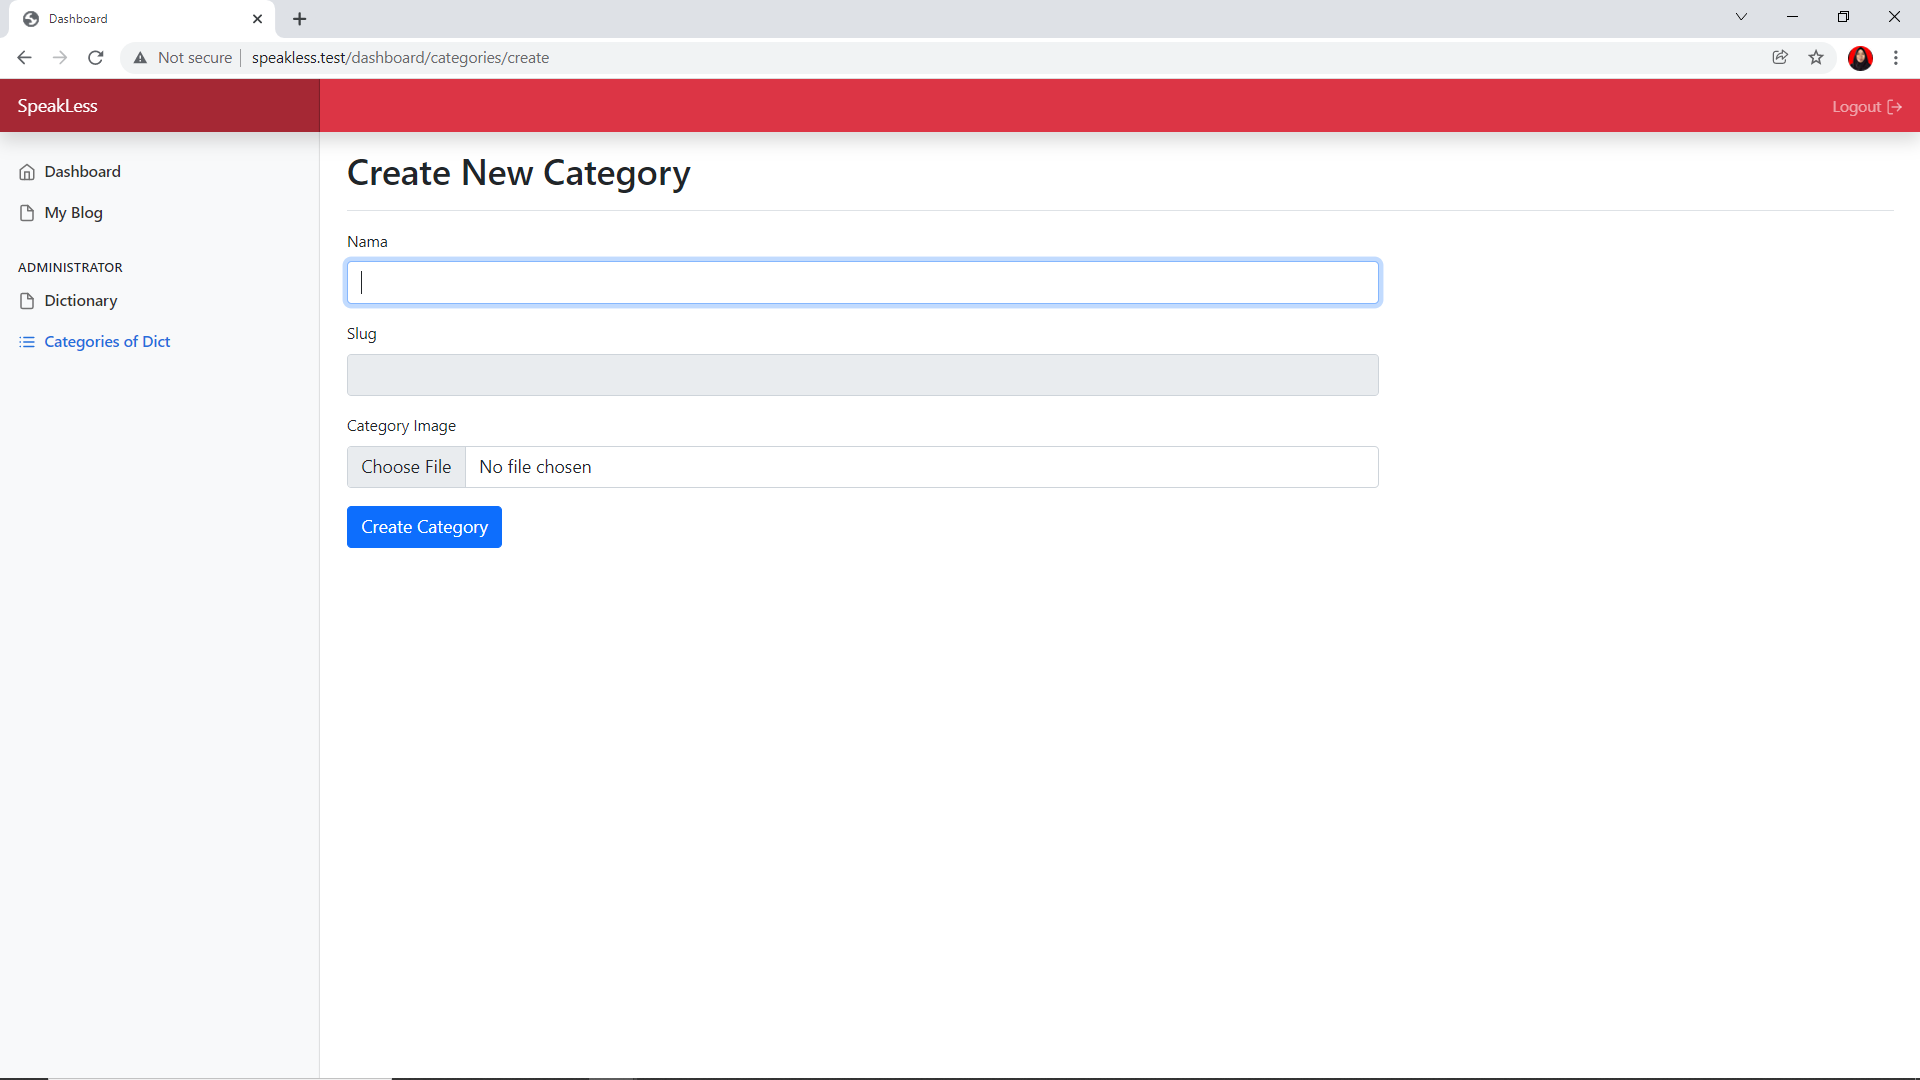 Dashboard
Not secure speakless.test/dashboard/categories/create
SpeakLess
Logout
Dashboard
My Blog
ADMINISTRATOR
Dictionary
Categories of Dict
Create New Category
Nama
Slug
Category Image
Choose File No file chosen
Create Category